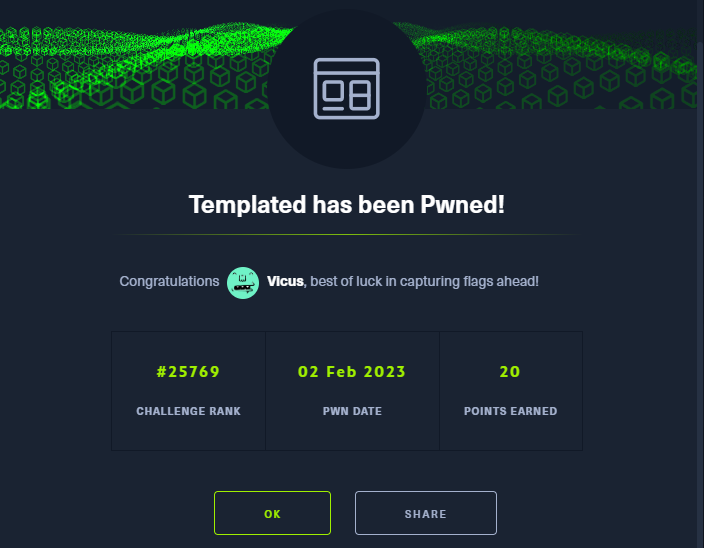 Templated has been Pwned!
Congratulations Vicus, best of luck in capturing flags ahead!
#25769 02 Feb 2023 20
CHALLENGE RANK PWN DATE POINTS EARNED
OK SHARE